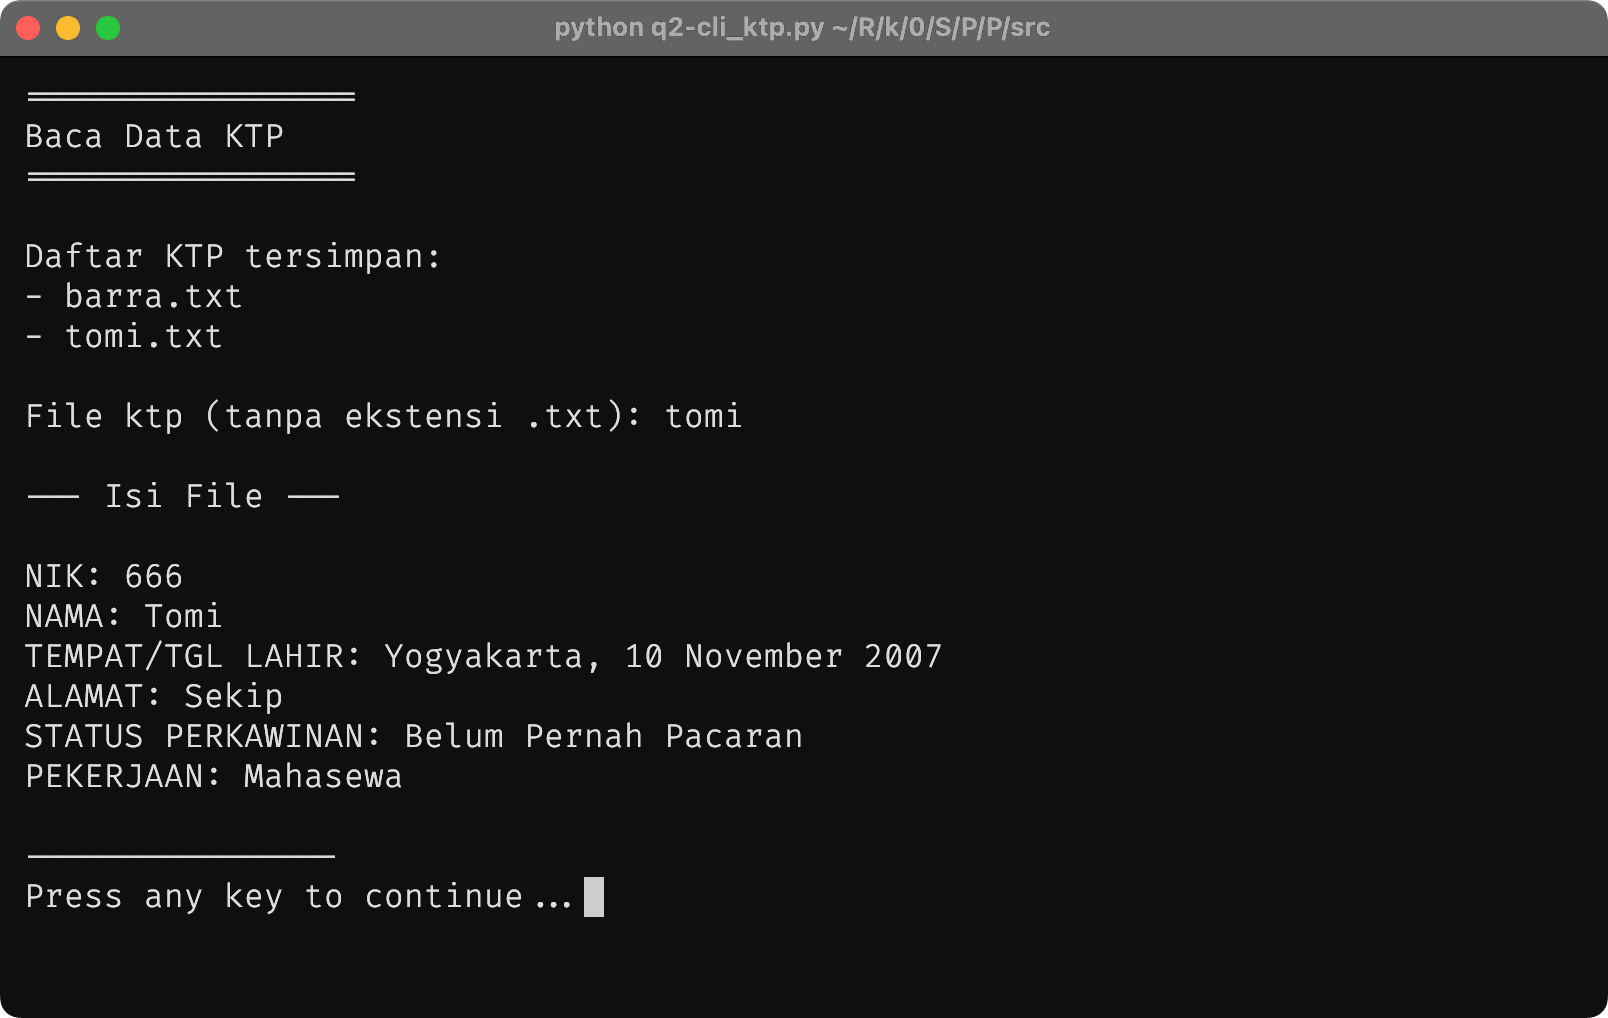 python q2-cli_ktp.py ~/R/k/0/S/P/P/src
=================
Baca Data KTP
=================
Daftar KTP tersimpan:
- barra.txt
- tomi.txt
File ktp (tanpa ekstensi .txt): tomi
--- Isi File ---
NIK: 666
NAMA: Tomi
TEMPAT/TGL LAHIR: Yogyakarta, 10 November 2007
ALAMAT: Sekip
STATUS PERKAWINAN: Belum Pernah Pacaran
PEKERJAAN: Mahasewa
----------------
Press any key to continue...